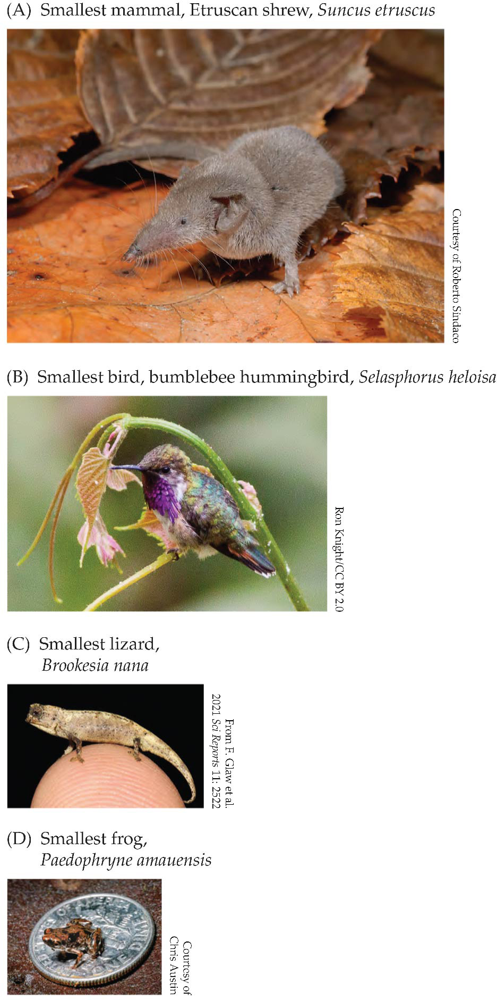 (A) Smallest mammal, Etruscan shrew, Suncus etruscus
Courtesy of Roberto Sindaco
(B) Smallest bird, bumblebee hummingbird, Selasphorus heloisa
Ron Knight/CC BY 2.0
(C) Smallest lizard,
Brookesia nana
From F. Glaw et al.
2021 Sci Reports 11: 2522
(D) Smallest frog,
Paedophryne amauensis
Courtesy of
Chris Austin